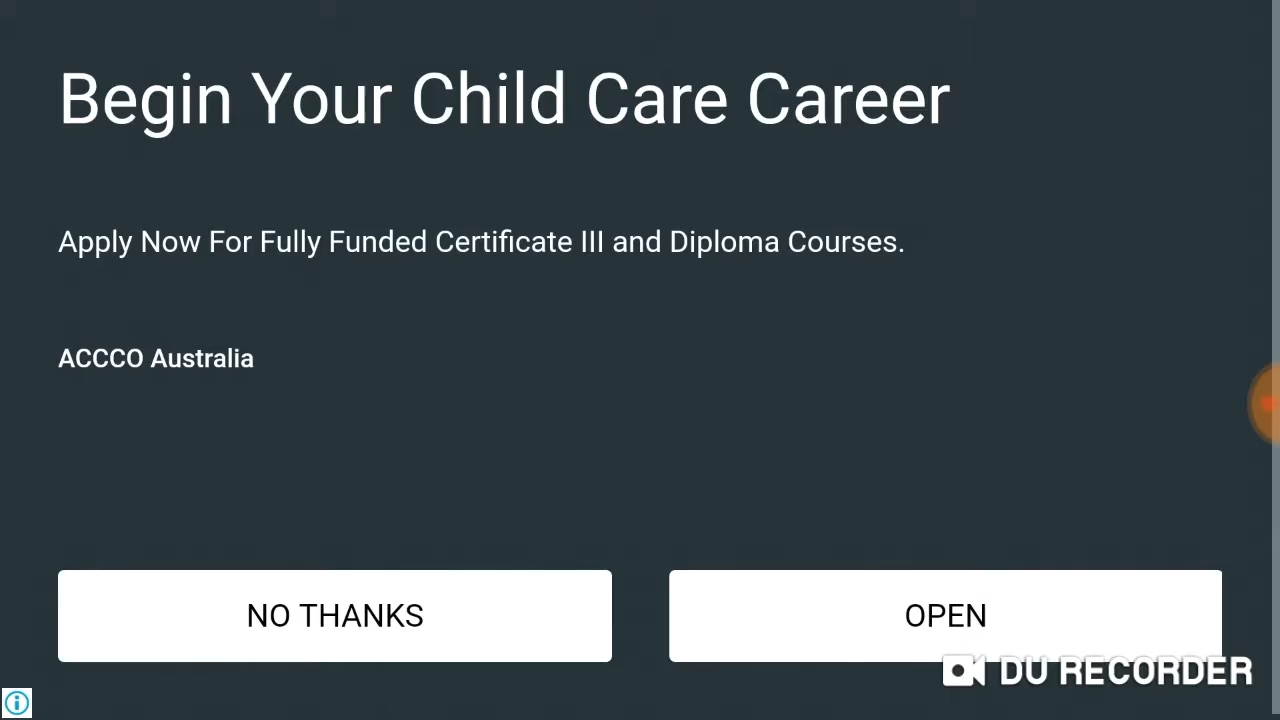 Begin Your Child Care Career
Apply Now For Fully Funded Certificate III and Diploma Courses.
ACCCO Australia
NO THANKS
OPEN
DU RECORDER